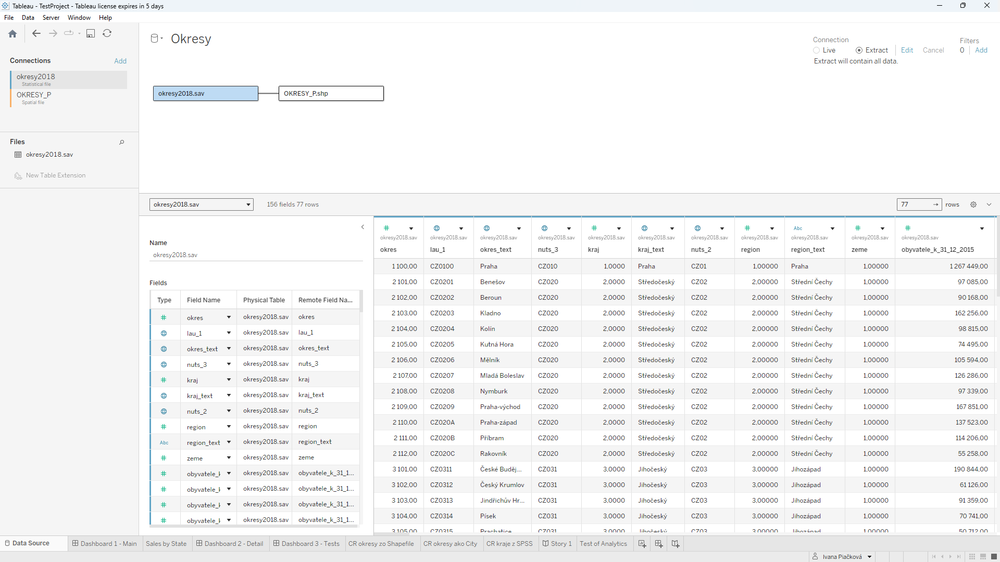 Tableau - TestProject - Tableau license expires in 5 days
File Data Server Window Help
Connections Add
okresy2018
Statistical file
OKRESY_P
Spatial file
Files
okresy2018.sav
New Table Extension
Okresy
Connection
Live Extract Edit Cancel
Extract will contain all data.
Filters
0 Add
okresy2018.sav OKRESY_P.shp
okresy2018.sav 156 fields 77 rows 77 rows
Name
okresy2018.sav
Fields
Type Field Name Physical Table Remote Field Na...
okres okresy2018.sav okres
lau_1 okresy2018.sav lau_1
okres_text okresy2018.sav okres_text
nuts_3 okresy2018.sav nuts_3
kraj okresy2018.sav kraj
kraj_text okresy2018.sav kraj_text
nuts_2 okresy2018.sav nuts_2
region okresy2018.sav region
Abc region_text okresy2018.sav region_text
zeme okresy2018.sav zeme
obyvatele_k okresy2018.sav obyvatele_k_31_1...
obyvatele_k okresy2018.sav obyvatele_k_31_1...
obyvatele_k okresy2018.sav obyvatele_k_31_1...
obyvatele_k okresy2018.sav obyvatele_k_31_1...
Abc
okresy2018.sav okresy2018.sav okresy2018.sav okresy2018.sav okresy2018.sav okresy2018.sav okresy2018.sav okresy2018.sav okresy2018.sav okresy2018.sav okresy2018.sav
okres lau_1 okres_text nuts_3 kraj kraj_text nuts_2 region region_text zeme obyvatele_k_31_12_2015
1 100,00 CZ0100 Praha CZ010 1,0000 Praha CZ01 1,00000 Praha 1,00000 1 267 449,00
2 101,00 CZ0201 Benešov CZ020 2,0000 Středočeský CZ02 2,00000 Střední Čechy 1,00000 97 085,00
2 102,00 CZ0202 Beroun CZ020 2,0000 Středočeský CZ02 2,00000 Střední Čechy 1,00000 90 168,00
2 103,00 CZ0203 Kladno CZ020 2,0000 Středočeský CZ02 2,00000 Střední Čechy 1,00000 162 256,00
2 104,00 CZ0204 Kolín CZ020 2,0000 Středočeský CZ02 2,00000 Střední Čechy 1,00000 98 815,00
2 105,00 CZ0205 Kutná Hora CZ020 2,0000 Středočeský CZ02 2,00000 Střední Čechy 1,00000 74 495,00
2 106,00 CZ0206 Mělník CZ020 2,0000 Středočeský CZ02 2,00000 Střední Čechy 1,00000 105 594,00
2 107,00 CZ0207 Mladá Boleslav CZ020 2,0000 Středočeský CZ02 2,00000 Střední Čechy 1,00000 126 286,00
2 108,00 CZ0208 Nymburk CZ020 2,0000 Středočeský CZ02 2,00000 Střední Čechy 1,00000 97 339,00
2 109,00 CZ0209 Praha-východ CZ020 2,0000 Středočeský CZ02 2,00000 Střední Čechy 1,00000 167 851,00
2 110,00 CZ020A Praha-západ CZ020 2,0000 Středočeský CZ02 2,00000 Střední Čechy 1,00000 137 523,00
2 111,00 CZ020B Příbram CZ020 2,0000 Středočeský CZ02 2,00000 Střední Čechy 1,00000 114 206,00
2 112,00 CZ020C Rakovník CZ020 2,0000 Středočeský CZ02 2,00000 Střední Čechy 1,00000 55 258,00
3 101,00 CZ0311 České Buděj... CZ031 3,0000 Jihočeský CZ03 3,00000 Jihozápad 1,00000 190 844,00
3 102,00 CZ0312 Český Krumlov CZ031 3,0000 Jihočeský CZ03 3,00000 Jihozápad 1,00000 61 126,00
3 103,00 CZ0313 Jindřichův Hr... CZ031 3,0000 Jihočeský CZ03 3,00000 Jihozápad 1,00000 91 359,00
3 104,00 CZ0314 Písek CZ031 3,0000 Jihočeský CZ03 3,00000 Jihozápad 1,00000 70 741,00
3 105,00 CZ0315 Prachatice CZ031 3,0000 Jihočeský CZ03 3,00000 Jihozápad 1,00000 50 712,00
Data Source Dashboard 1 - Main Sales by State Dashboard 2 - Detail Dashboard 3 - Tests CR okresy zo Shapefile CR okresy ako City CR kraje z SPSS Story 1 Test of Analytics
Ivana Piačková